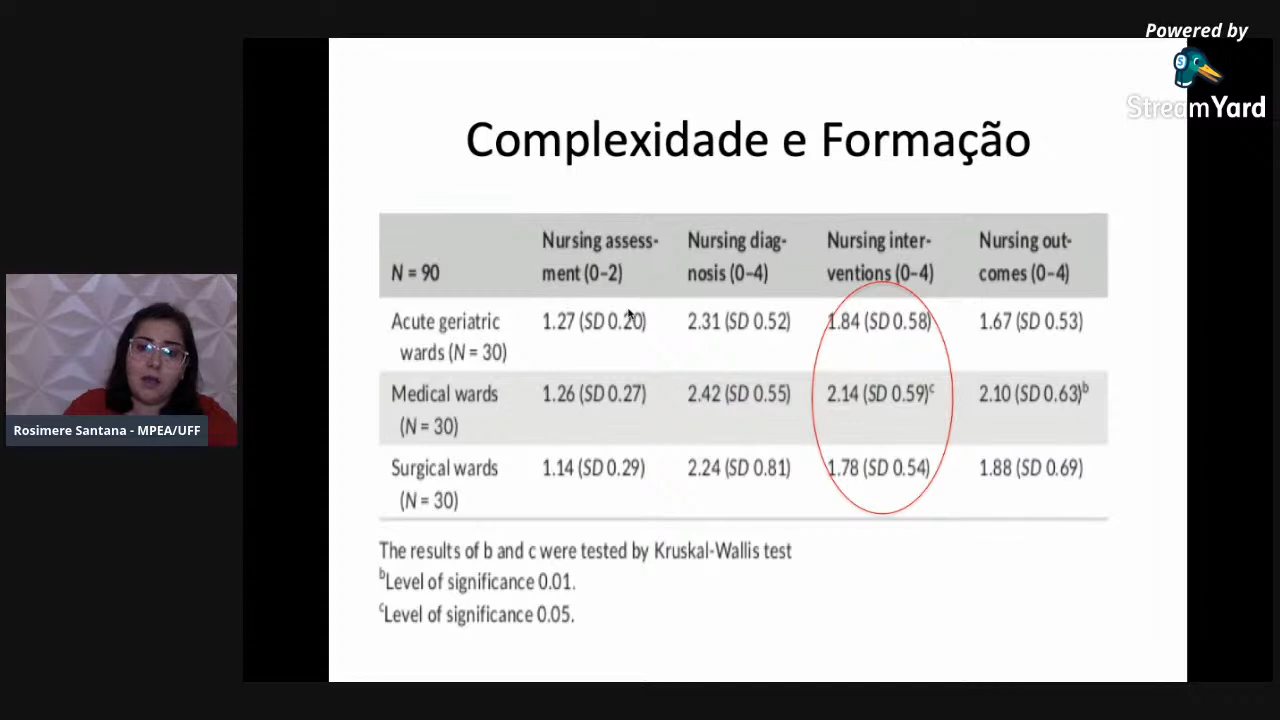 Powered by
StreamYard
Complexidade e Formação
N = 90
Nursing assess-
ment (0–2)
Nursing diag-
nosis (0–4)
Nursing inter-
ventions (0–4)
Nursing out-
comes (0–4)
Acute geriatric
wards (N = 30)
1.27 (SD 0.20)
2.31 (SD 0.52)
1.84 (SD 0.58)
1.67 (SD 0.53)
Medical wards
(N = 30)
1.26 (SD 0.27)
2.42 (SD 0.55)
2.14 (SD 0.59)c
2.10 (SD 0.63)b
Surgical wards
(N = 30)
1.14 (SD 0.29)
2.24 (SD 0.81)
1.78 (SD 0.54)
1.88 (SD 0.69)
The results of b and c were tested by Kruskal-Wallis test
bLevel of significance 0.01.
cLevel of significance 0.05.
Rosimere Santana - MPEA/UFF